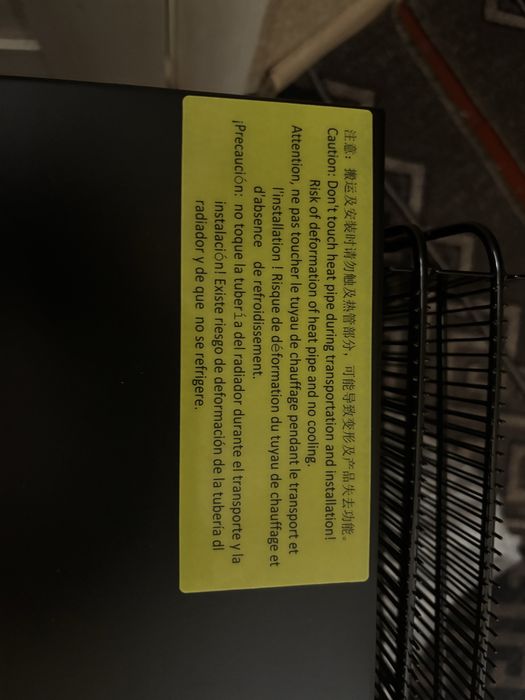 注意：搬运及安装时请勿触及热管部分，可能导致变形及产品失去功能。
Caution: Don't touch heat pipe during transportation and installation!
Risk of deformation of heat pipe and no cooling.
Attention, ne pas toucher le tuyau de chauffage pendant le transport et
l'installation ! Risque de déformation du tuyau de chauffage et
d'absence de refroidissement.
¡Precaución: no toque la tubería del radiador durante el transporte y la
instalación! Existe riesgo de deformación de la tubería dl
radiador y de que no se refrigere.